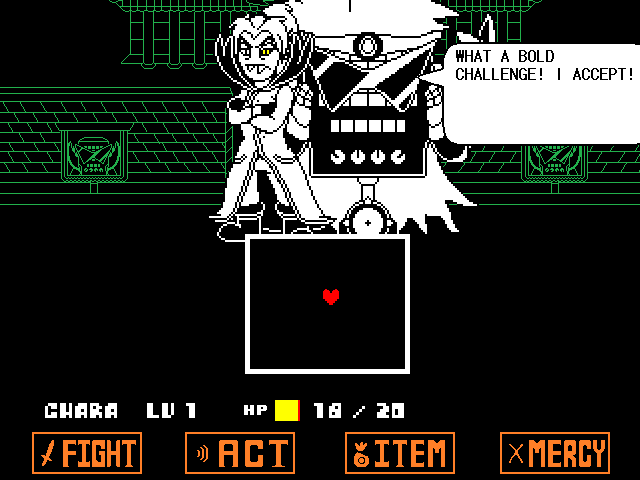 WHAT A BOLD
CHALLENGE! I ACCEPT!
CHARA LV 1 HP 18 / 20
FIGHT ACT ITEM MERCY